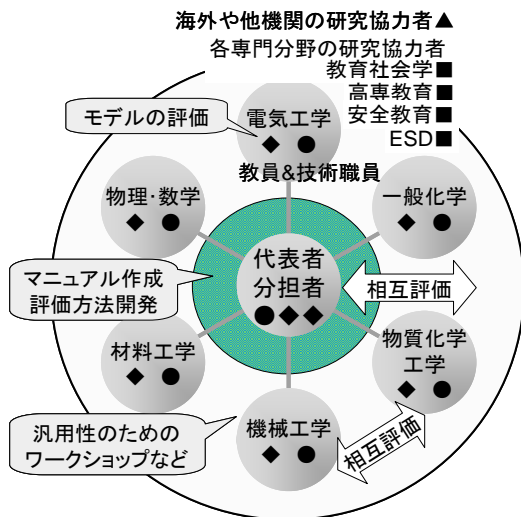 海外や他機関の研究協力者▲
各専門分野の研究協力者
教育社会学■
高専教育■
安全教育■
ESD■
モデルの評価
電気工学
◆ ●
教員&技術職員
物理・数学
◆ ●
一般化学
◆ ●
マニュアル作成
評価方法開発
代表者
分担者
●◆◆
相互評価
材料工学
◆ ●
物質化学
工学
◆ ●
汎用性のための
ワークショップなど
機械工学
◆ ●
相互評価